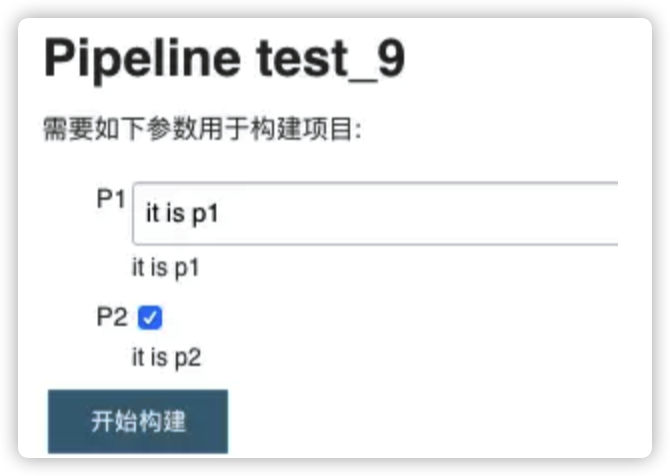 Pipeline test_9
需要如下参数用于构建项目:
P1 it is p1
it is p1
P2
it is p2
开始构建